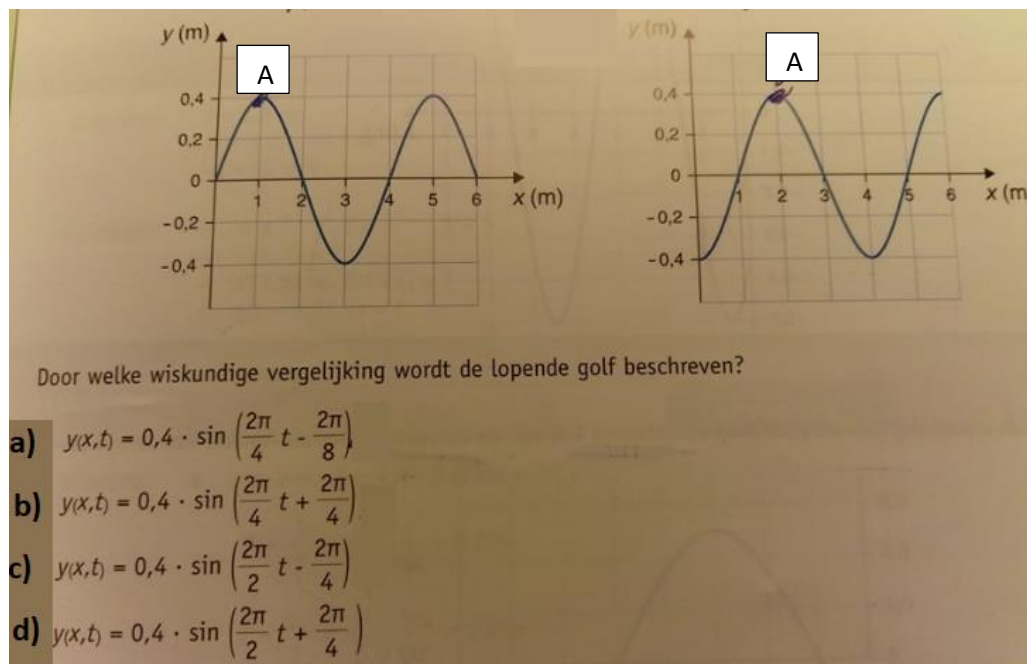 y (m) y (m)
A A
0,4 0,4
0,2 0,2
0 0
1 2 3 4 5 6 x (m) 1 2 3 4 5 6 x (m
-0,2 -0,2
-0,4 -0,4
Door welke wiskundige vergelijking wordt de lopende golf beschreven?
a) y(x,t) = 0,4 · sin (2π/4 t - 2π/8)
b) y(x,t) = 0,4 · sin (2π/4 t + 2π/4)
c) y(x,t) = 0,4 · sin (2π/2 t - 2π/4)
d) y(x,t) = 0,4 · sin (2π/2 t + 2π/4)